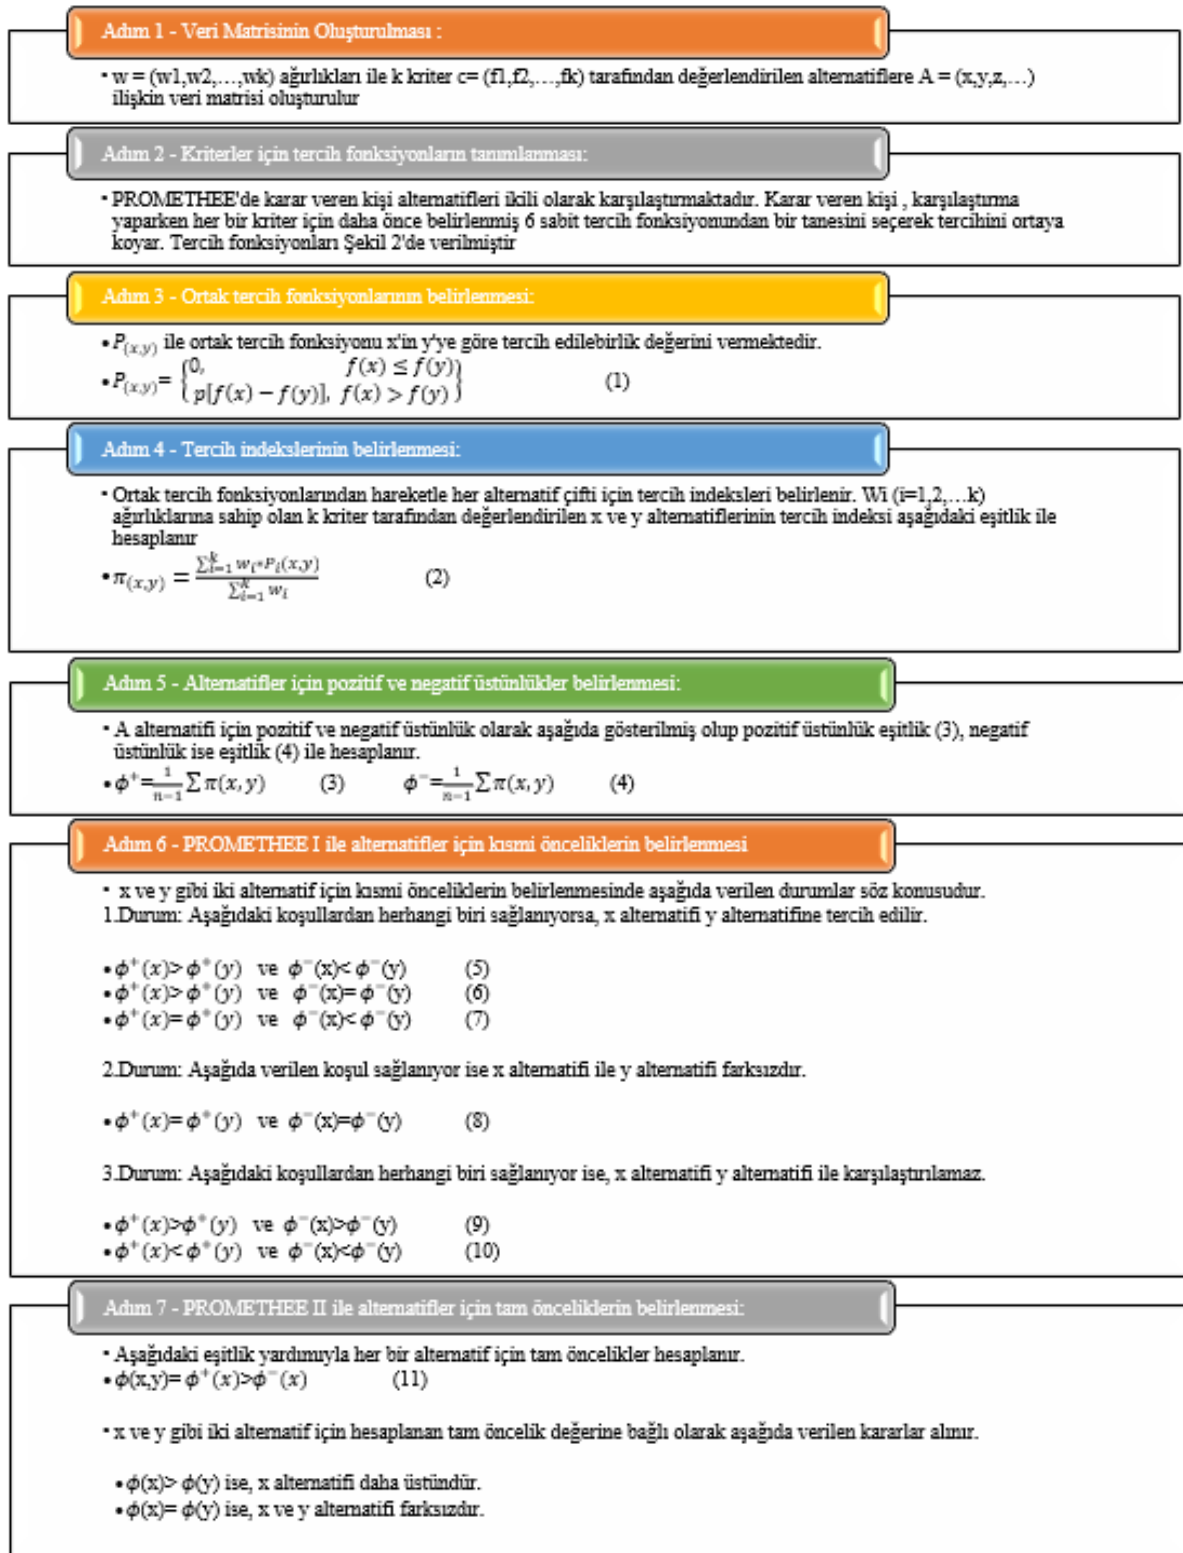 Adım 1 - Veri Matrisinin Oluşturulması :
• w = (w1,w2,…,wk) ağırlıkları ile k kriter c= (f1,f2,…,fk) tarafından değerlendirilen alternatiflere A = (x,y,z,…)
ilişkin veri matrisi oluşturulur
Adım 2 - Kriterler için tercih fonksiyonların tanımlanması:
• PROMETHEE'de karar veren kişi alternatifleri ikili olarak karşılaştırmaktadır. Karar veren kişi , karşılaştırma
yaparken her bir kriter için daha önce belirlenmiş 6 sabit tercih fonksiyonundan bir tanesini seçerek tercihini ortaya
koyar. Tercih fonksiyonları Şekil 2'de verilmiştir
Adım 3 - Ortak tercih fonksiyonlarının belirlenmesi:
• P(x,y) ile ortak tercih fonksiyonu x'in y'ye göre tercih edilebirlik değerini vermektedir.
• P(x,y)= { 0, f(x) ≤ f(y)
p[f(x) − f(y)], f(x) > f(y) } (1)
Adım 4 - Tercih indekslerinin belirlenmesi:
• Ortak tercih fonksiyonlarından hareketle her alternatif çifti için tercih indeksleri belirlenir. Wi (i=1,2,…k)
ağırlıklarına sahip olan k kriter tarafından değerlendirilen x ve y alternatiflerinin tercih indeksi aşağıdaki eşitlik ile
hesaplanır
• π(x,y) = ∑ᵏᵢ₌₁ wᵢ*Pᵢ(x,y) / ∑ᵏᵢ₌₁ wᵢ (2)
Adım 5 - Alternatifler için pozitif ve negatif üstünlükler belirlenmesi:
• A alternatifi için pozitif ve negatif üstünlük olarak aşağıda gösterilmiş olup pozitif üstünlük eşitlik (3), negatif
üstünlük ise eşitlik (4) ile hesaplanır.
• ϕ⁺=1/(n−1) ∑ π(x, y) (3) ϕ⁻=1/(n−1) ∑ π(x, y) (4)
Adım 6 - PROMETHEE I ile alternatifler için kısmi önceliklerin belirlenmesi
• x ve y gibi iki alternatif için kısmi önceliklerin belirlenmesinde aşağıda verilen durumlar söz konusudur.
1.Durum: Aşağıdaki koşullardan herhangi biri sağlanıyorsa, x alternatifi y alternatifine tercih edilir.
• ϕ⁺(x)> ϕ⁺(y) ve ϕ⁻(x)< ϕ⁻(y) (5)
• ϕ⁺(x)> ϕ⁺(y) ve ϕ⁻(x)= ϕ⁻(y) (6)
• ϕ⁺(x)= ϕ⁺(y) ve ϕ⁻(x)< ϕ⁻(y) (7)
2.Durum: Aşağıda verilen koşul sağlanıyor ise x alternatifi ile y alternatifi farksızdır.
• ϕ⁺(x)= ϕ⁺(y) ve ϕ⁻(x)=ϕ⁻(y) (8)
3.Durum: Aşağıdaki koşullardan herhangi biri sağlanıyor ise, x alternatifi y alternatifi ile karşılaştırılamaz.
• ϕ⁺(x)>ϕ⁺(y) ve ϕ⁻(x)>ϕ⁻(y) (9)
• ϕ⁺(x)< ϕ⁺(y) ve ϕ⁻(x)<ϕ⁻(y) (10)
Adım 7 - PROMETHEE II ile alternatifler için tam önceliklerin belirlenmesi:
• Aşağıdaki eşitlik yardımıyla her bir alternatif için tam öncelikler hesaplanır.
• ϕ(x,y)= ϕ⁺(x)>ϕ⁻(x) (11)
• x ve y gibi iki alternatif için hesaplanan tam öncelik değerine bağlı olarak aşağıda verilen kararlar alınır.
• ϕ(x)> ϕ(y) ise, x alternatifi daha üstündür.
• ϕ(x)= ϕ(y) ise, x ve y alternatifi farksızdır.